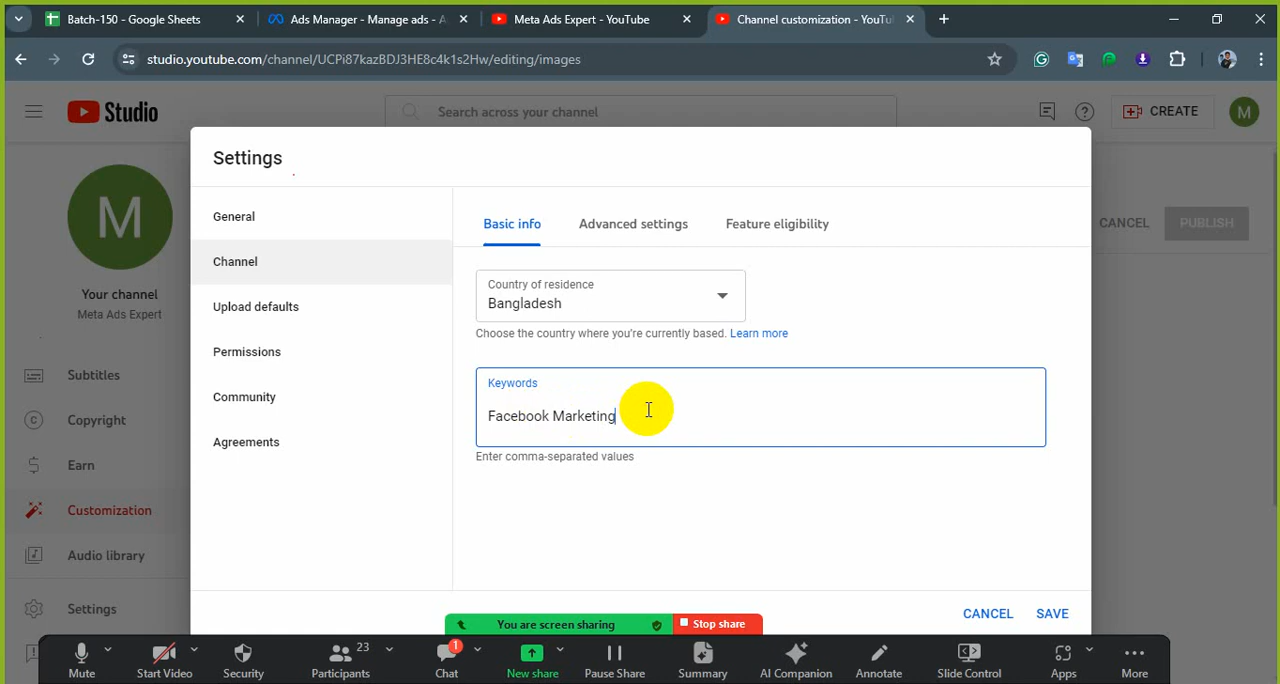 Batch-150 - Google Sheets
Ads Manager - Manage ads - A
Meta Ads Expert - YouTube
Channel customization - YouTu
studio.youtube.com/channel/UCPi87kazBDJ3HE8c4k1s2Hw/editing/images
Studio
Search across your channel
CREATE
M
M
Your channel
Meta Ads Expert
Subtitles
Copyright
Earn
Customization
Audio library
Settings
CANCEL
PUBLISH
Settings
General
Channel
Upload defaults
Permissions
Community
Agreements
Basic info
Advanced settings
Feature eligibility
Country of residence
Bangladesh
Choose the country where you're currently based. Learn more
Keywords
Facebook Marketing
Enter comma-separated values
CANCEL
SAVE
You are screen sharing
Stop share
Mute
Start Video
Security
Participants
23
Chat
1
New share
Pause Share
Summary
AI Companion
Annotate
Slide Control
Apps
More